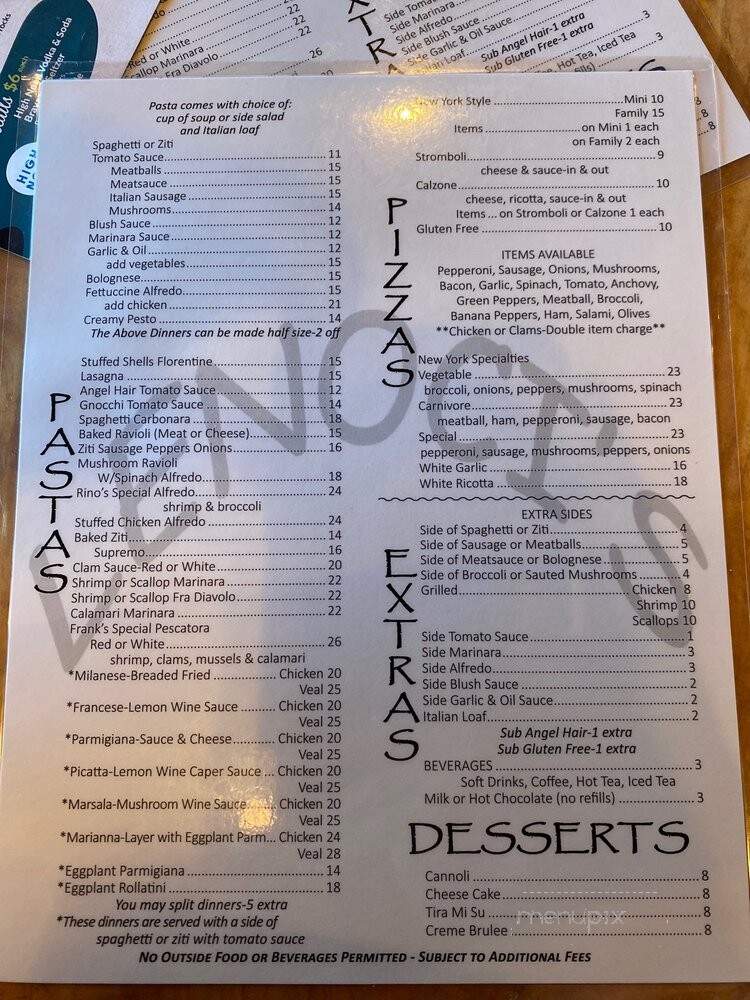 Pasta comes with choice of:
cup of soup or side salad
and Italian loaf
Spaghetti or Ziti
Tomato Sauce 11
Meatballs 15
Meatsauce 15
Italian Sausage 15
Mushrooms 14
Blush Sauce 12
Marinara Sauce 12
Garlic & Oil 12
add vegetables 15
Bolognese 15
Fettuccine Alfredo 15
add chicken 21
Creamy Pesto 14
The Above Dinners can be made half size-2 off
PASTAS
Stuffed Shells Florentine 15
Lasagna 15
Angel Hair Tomato Sauce 12
Gnocchi Tomato Sauce 14
Spaghetti Carbonara 18
Baked Ravioli (Meat or Cheese) 15
Ziti Sausage Peppers Onions 16
Mushroom Ravioli
W/Spinach Alfredo 18
Rino's Special Alfredo 24
shrimp & broccoli
Stuffed Chicken Alfredo 24
Baked Ziti 14
Supremo 16
Clam Sauce-Red or White 20
Shrimp or Scallop Marinara 22
Shrimp or Scallop Fra Diavolo 22
Calamari Marinara 22
Frank's Special Pescatora
Red or White 26
shrimp, clams, mussels & calamari
*Milanese-Breaded Fried Chicken 20
Veal 25
*Francese-Lemon Wine Sauce Chicken 20
Veal 25
*Parmigiana-Sauce & Cheese Chicken 20
Veal 25
*Picatta-Lemon Wine Caper Sauce ... Chicken 20
Veal 25
*Marsala-Mushroom Wine Sauce Chicken 20
Veal 25
*Marianna-Layer with Eggplant Parm... Chicken 24
Veal 28
*Eggplant Parmigiana 14
*Eggplant Rollatini 18
You may split dinners-5 extra
*These dinners are served with a side of
spaghetti or ziti with tomato sauce
PIZZAS
New York Style Mini 10
Family 15
Items on Mini 1 each
on Family 2 each
Stromboli 9
cheese & sauce-in & out
Calzone 10
cheese, ricotta, sauce-in & out
Items ... on Stromboli or Calzone 1 each
Gluten Free 10
ITEMS AVAILABLE
Pepperoni, Sausage, Onions, Mushrooms,
Bacon, Garlic, Spinach, Tomato, Anchovy,
Green Peppers, Meatball, Broccoli,
Banana Peppers, Ham, Salami, Olives
**Chicken or Clams-Double item charge**
New York Specialties
Vegetable 23
broccoli, onions, peppers, mushrooms, spinach
Carnivore 23
meatball, ham, pepperoni, sausage, bacon
Special 23
pepperoni, sausage, mushrooms, peppers, onions
White Garlic 16
White Ricotta 18
EXTRAS
EXTRA SIDES
Side of Spaghetti or Ziti 4
Side of Sausage or Meatballs 5
Side of Meatsauce or Bolognese 5
Side of Broccoli or Sauted Mushrooms 4
Grilled Chicken 8
Shrimp 10
Scallops 10
Side Tomato Sauce 1
Side Marinara 3
Side Alfredo 3
Side Blush Sauce 2
Side Garlic & Oil Sauce 2
Italian Loaf 2
Sub Angel Hair-1 extra
Sub Gluten Free-1 extra
BEVERAGES 3
Soft Drinks, Coffee, Hot Tea, Iced Tea
Milk or Hot Chocolate (no refills) 3
DESSERTS
Cannoli 8
Cheese Cake 8
Tira Mi Su 8
Creme Brulee 8
NO OUTSIDE FOOD OR BEVERAGES PERMITTED - SUBJECT TO ADDITIONAL FEES
menupix